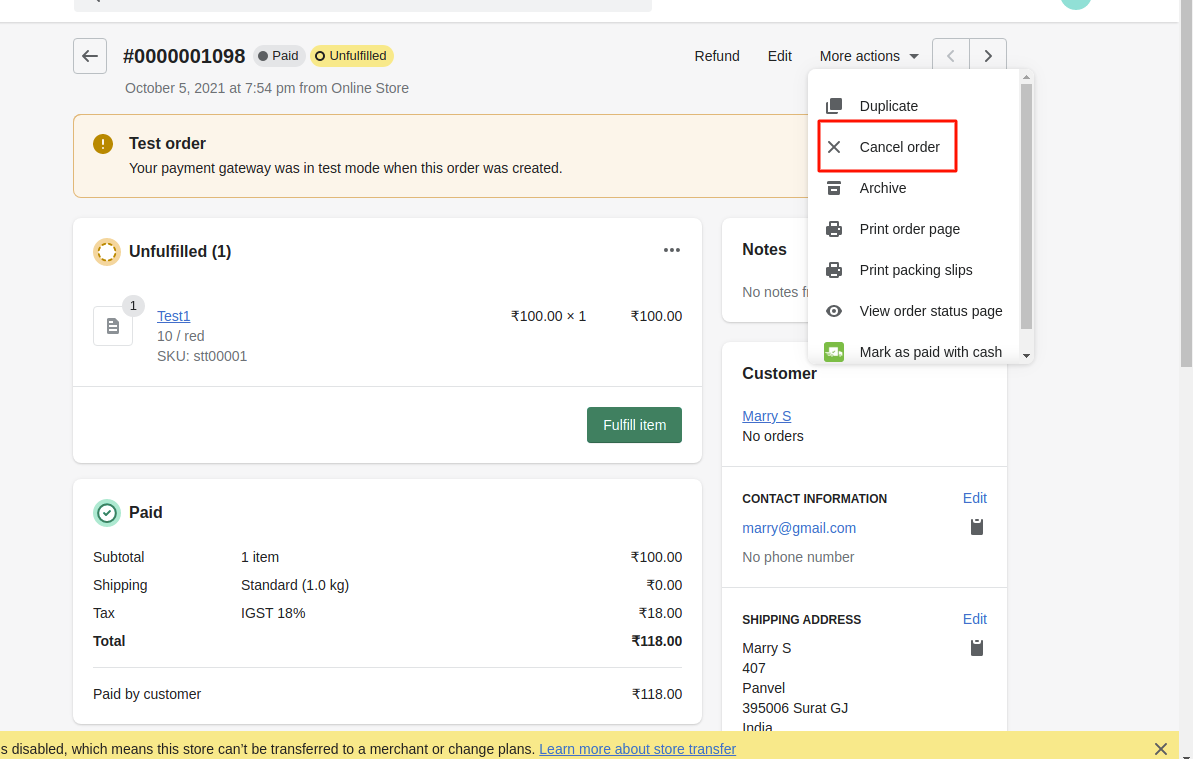 #0000001098 Paid Unfulfilled Refund Edit More actions
October 5, 2021 at 7:54 pm from Online Store
Duplicate
Cancel order
Archive
Print order page
Print packing slips
View order status page
Mark as paid with cash
Test order
Your payment gateway was in test mode when this order was created.
Unfulfilled (1)
1
Test1 ₹100.00 × 1 ₹100.00
10 / red
SKU: stt00001
Fulfill item
Paid
Subtotal 1 item ₹100.00
Shipping Standard (1.0 kg) ₹0.00
Tax IGST 18% ₹18.00
Total ₹118.00
Paid by customer ₹118.00
Notes
No notes
Customer
Marry S
No orders
CONTACT INFORMATION Edit
marry@gmail.com
No phone number
SHIPPING ADDRESS Edit
Marry S
407
Panvel
395006 Surat GJ
India
s disabled, which means this store can’t be transferred to a merchant or change plans. Learn more about store transfer